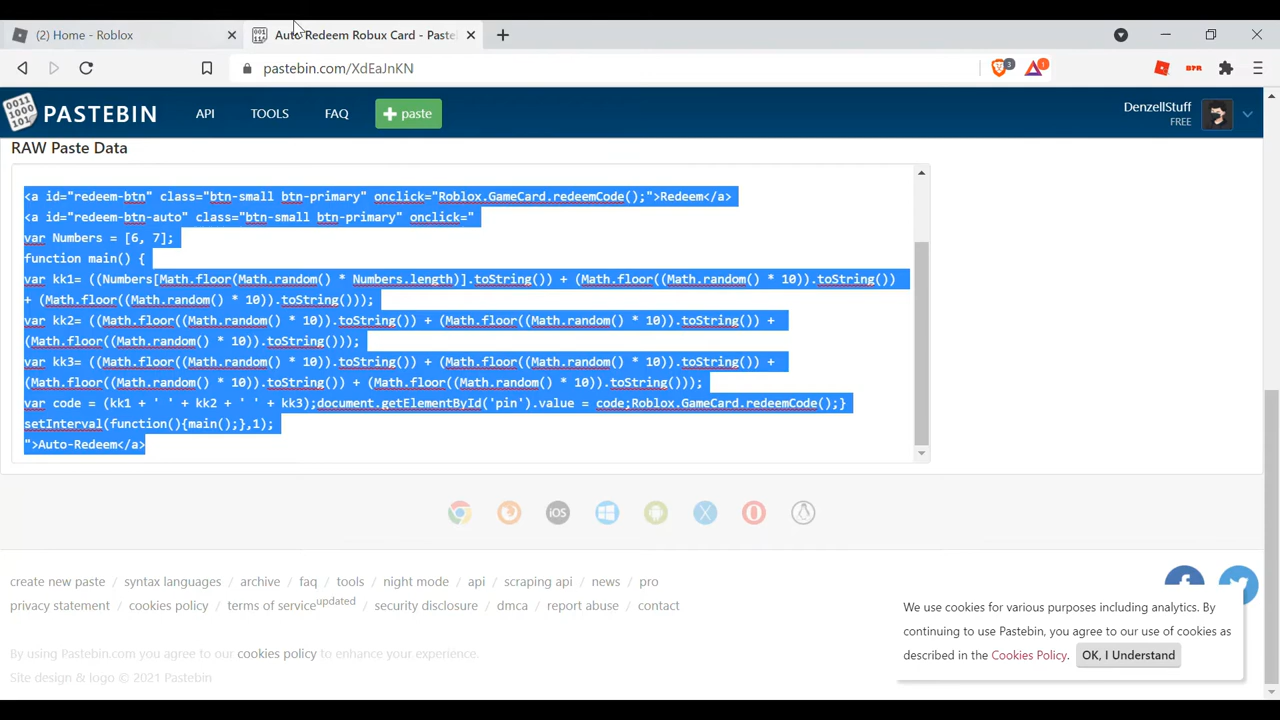 (2) Home - Roblox
Auto Redeem Robux Card - Paste
pastebin.com/XdEaJnKN
3
1
PASTEBIN
API
TOOLS
FAQ
+ paste
DenzellStuff
FREE
RAW Paste Data
<a id="redeem-btn" class="btn-small btn-primary" onclick="Roblox.GameCard.redeemCode();">Redeem</a>
<a id="redeem-btn-auto" class="btn-small btn-primary" onclick="
var Numbers = [6, 7];
function main() {
var kk1= ((Numbers[Math.floor(Math.random() * Numbers.length)].toString()) + (Math.floor((Math.random() * 10)).toString())
+ (Math.floor((Math.random() * 10)).toString()));
var kk2= ((Math.floor((Math.random() * 10)).toString()) + (Math.floor((Math.random() * 10)).toString()) +
(Math.floor((Math.random() * 10)).toString()));
var kk3= ((Math.floor((Math.random() * 10)).toString()) + (Math.floor((Math.random() * 10)).toString()) +
(Math.floor((Math.random() * 10)).toString()) + (Math.floor((Math.random() * 10)).toString()));
var code = (kk1 + ' ' + kk2 + ' ' + kk3);document.getElementById('pin').value = code;Roblox.GameCard.redeemCode();}
setInterval(function(){main();},1);
">Auto-Redeem</a>
create new paste / syntax languages / archive / faq / tools / night mode / api / scraping api / news / pro
privacy statement / cookies policy / terms of service updated / security disclosure / dmca / report abuse / contact
By using Pastebin.com you agree to our cookies policy to enhance your experience.
Site design & logo © 2021 Pastebin
We use cookies for various purposes including analytics. By
continuing to use Pastebin, you agree to our use of cookies as
described in the Cookies Policy. OK, I Understand